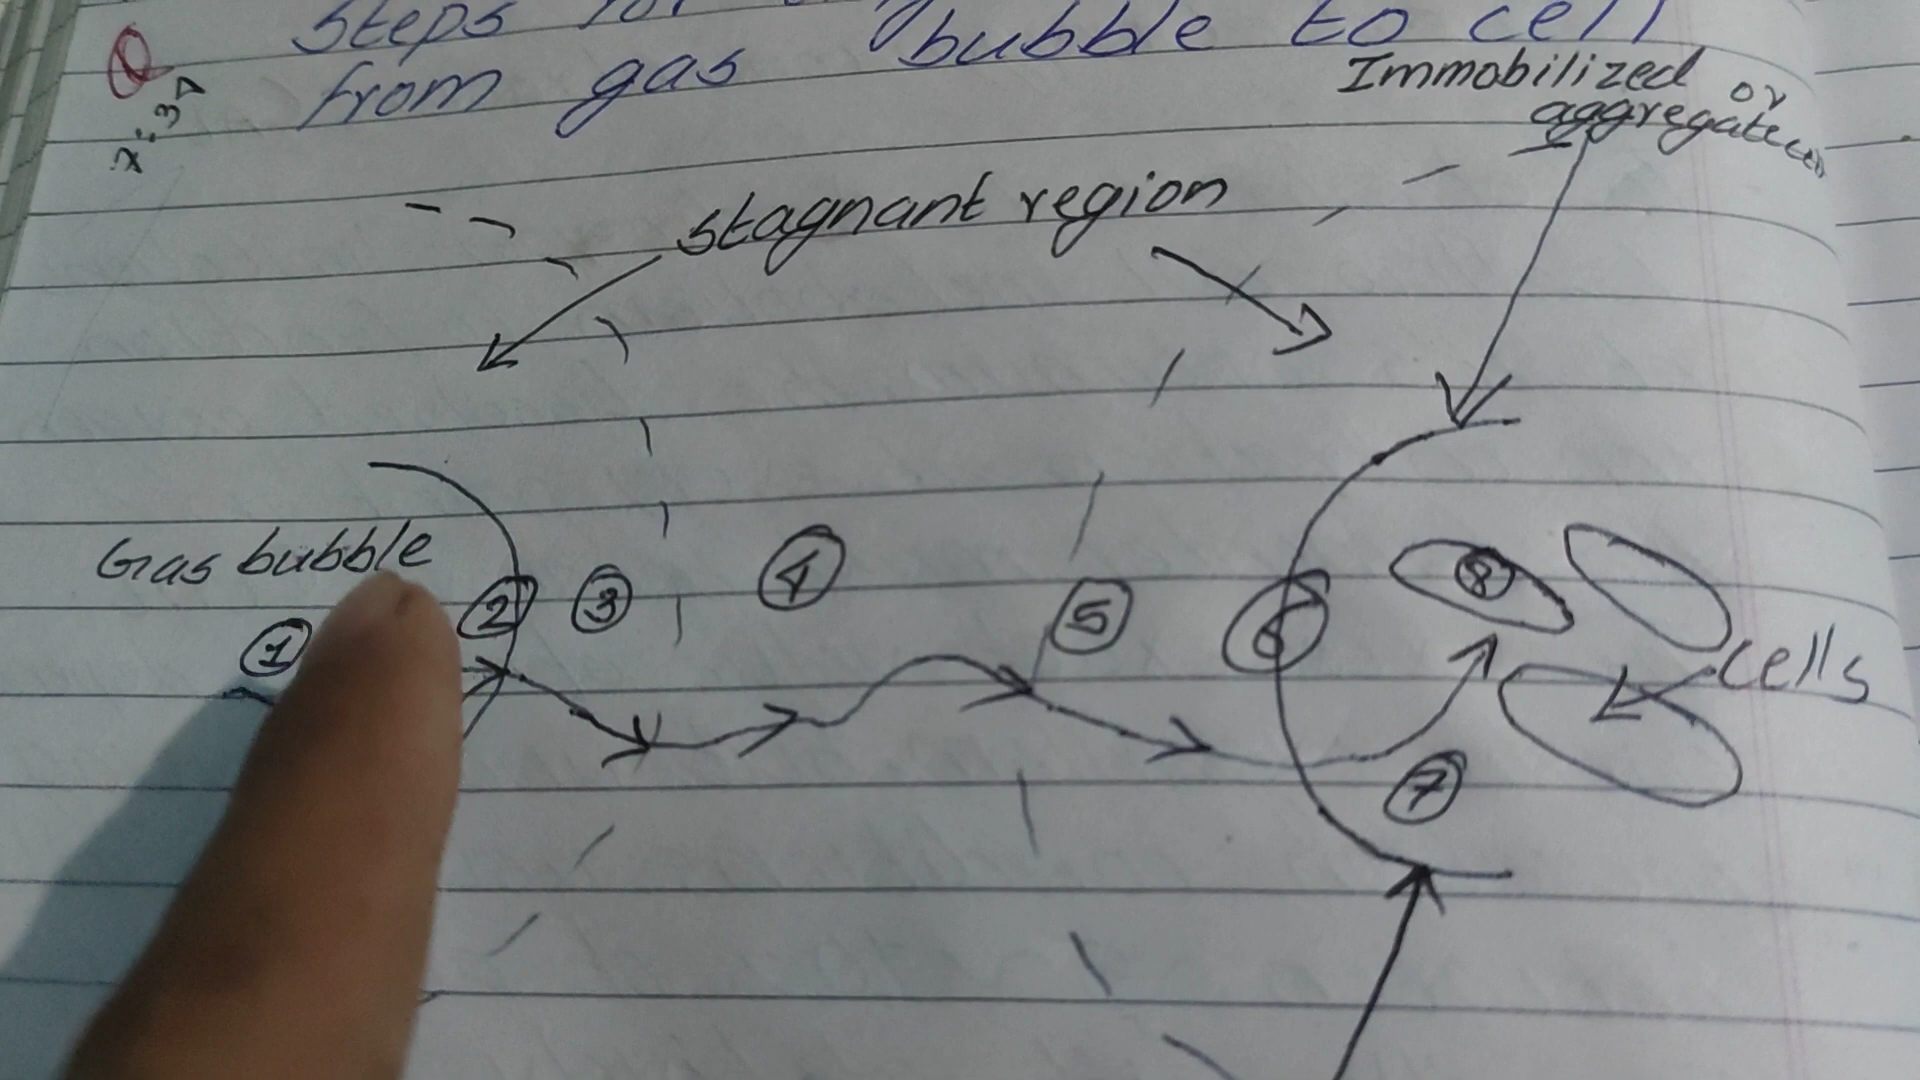 Q
Steps for
bubble to cell
from gas
Immobilized or
stagnant region
Gas bubble
1
2
3
4
5
6
7
8
cells